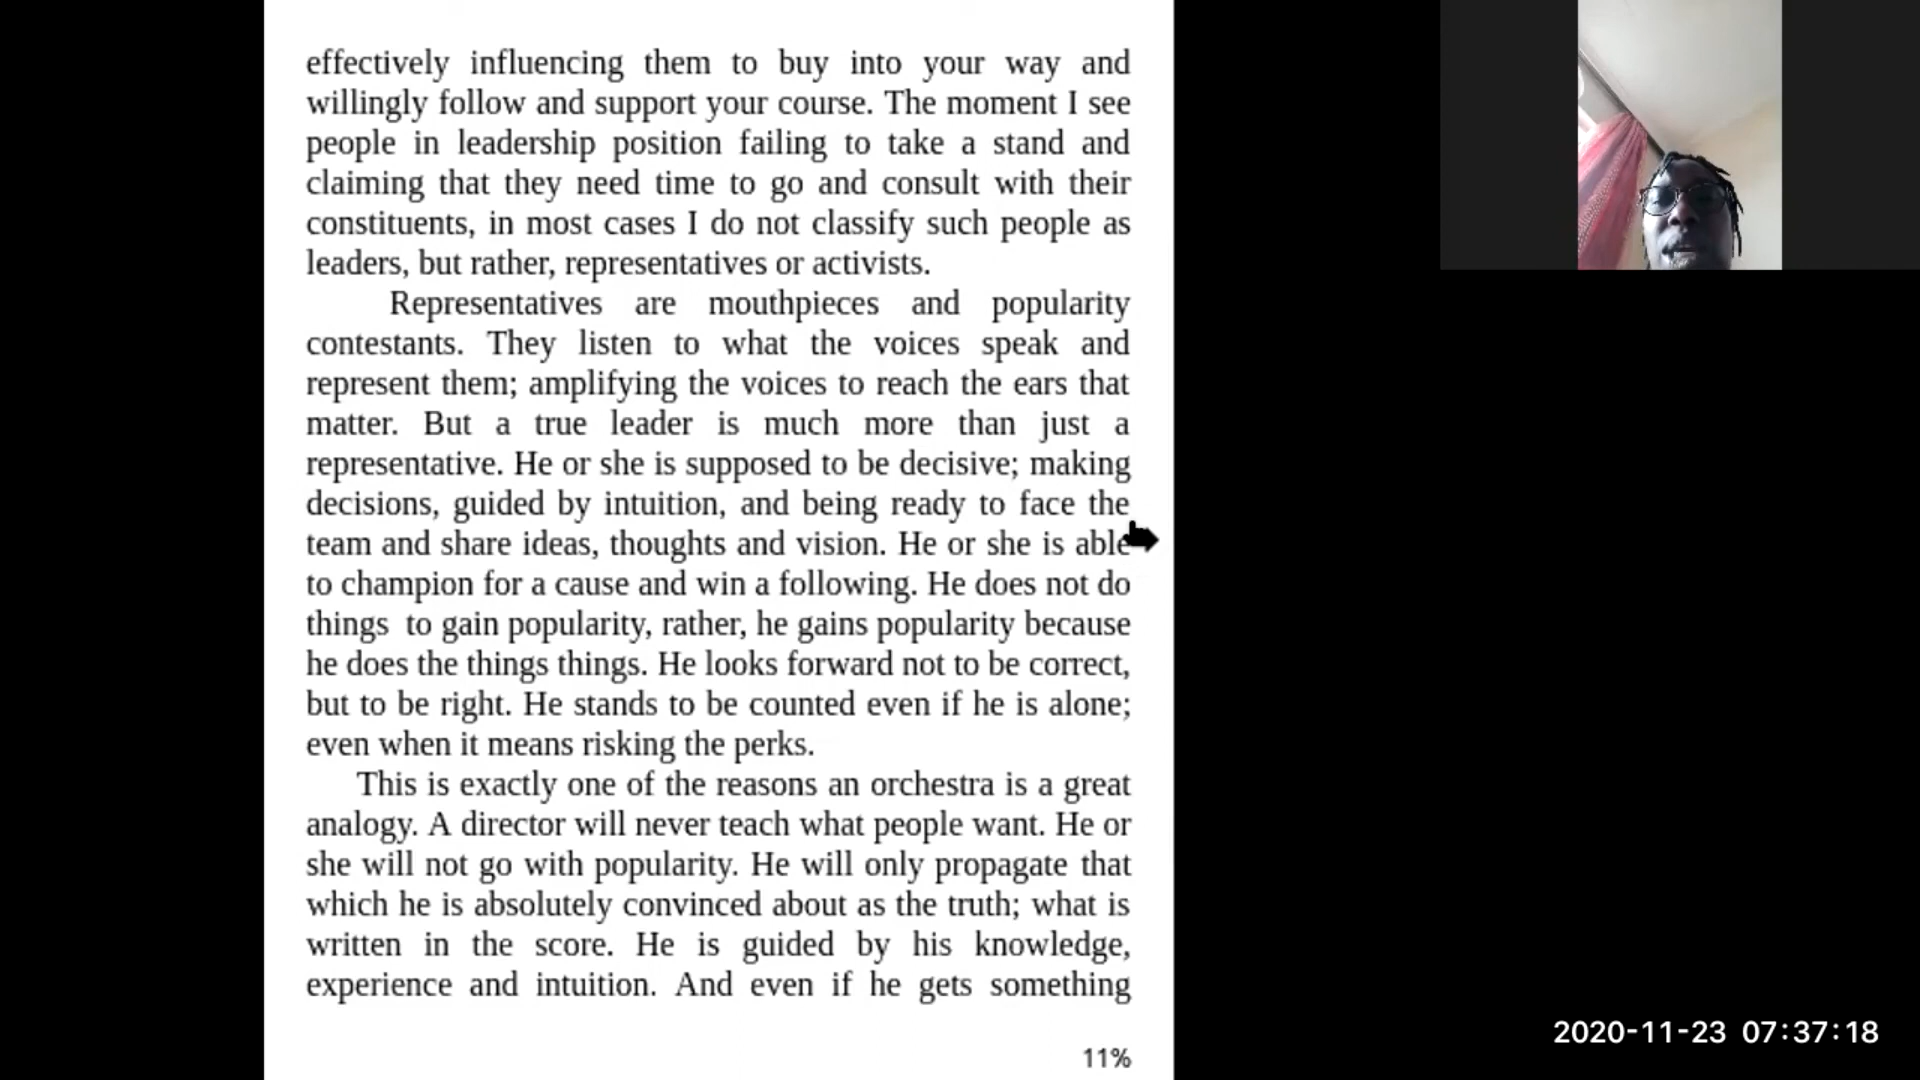 effectively influencing them to buy into your way and
willingly follow and support your course. The moment I see
people in leadership position failing to take a stand and
claiming that they need time to go and consult with their
constituents, in most cases I do not classify such people as
leaders, but rather, representatives or activists.
Representatives are mouthpieces and popularity
contestants. They listen to what the voices speak and
represent them; amplifying the voices to reach the ears that
matter. But a true leader is much more than just a
representative. He or she is supposed to be decisive; making
decisions, guided by intuition, and being ready to face the
team and share ideas, thoughts and vision. He or she is able
to champion for a cause and win a following. He does not do
things to gain popularity, rather, he gains popularity because
he does the things things. He looks forward not to be correct,
but to be right. He stands to be counted even if he is alone;
even when it means risking the perks.
This is exactly one of the reasons an orchestra is a great
analogy. A director will never teach what people want. He or
she will not go with popularity. He will only propagate that
which he is absolutely convinced about as the truth; what is
written in the score. He is guided by his knowledge,
experience and intuition. And even if he gets something
11%
2020-11-23 07:37:18